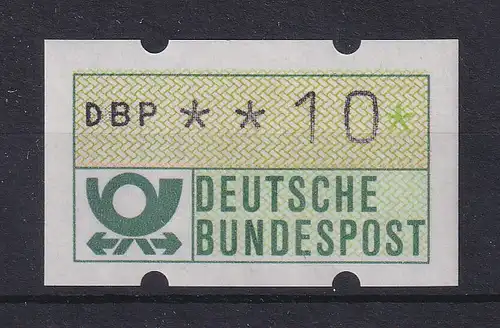 DBP **10*
DEUTSCHE
BUNDESPOST